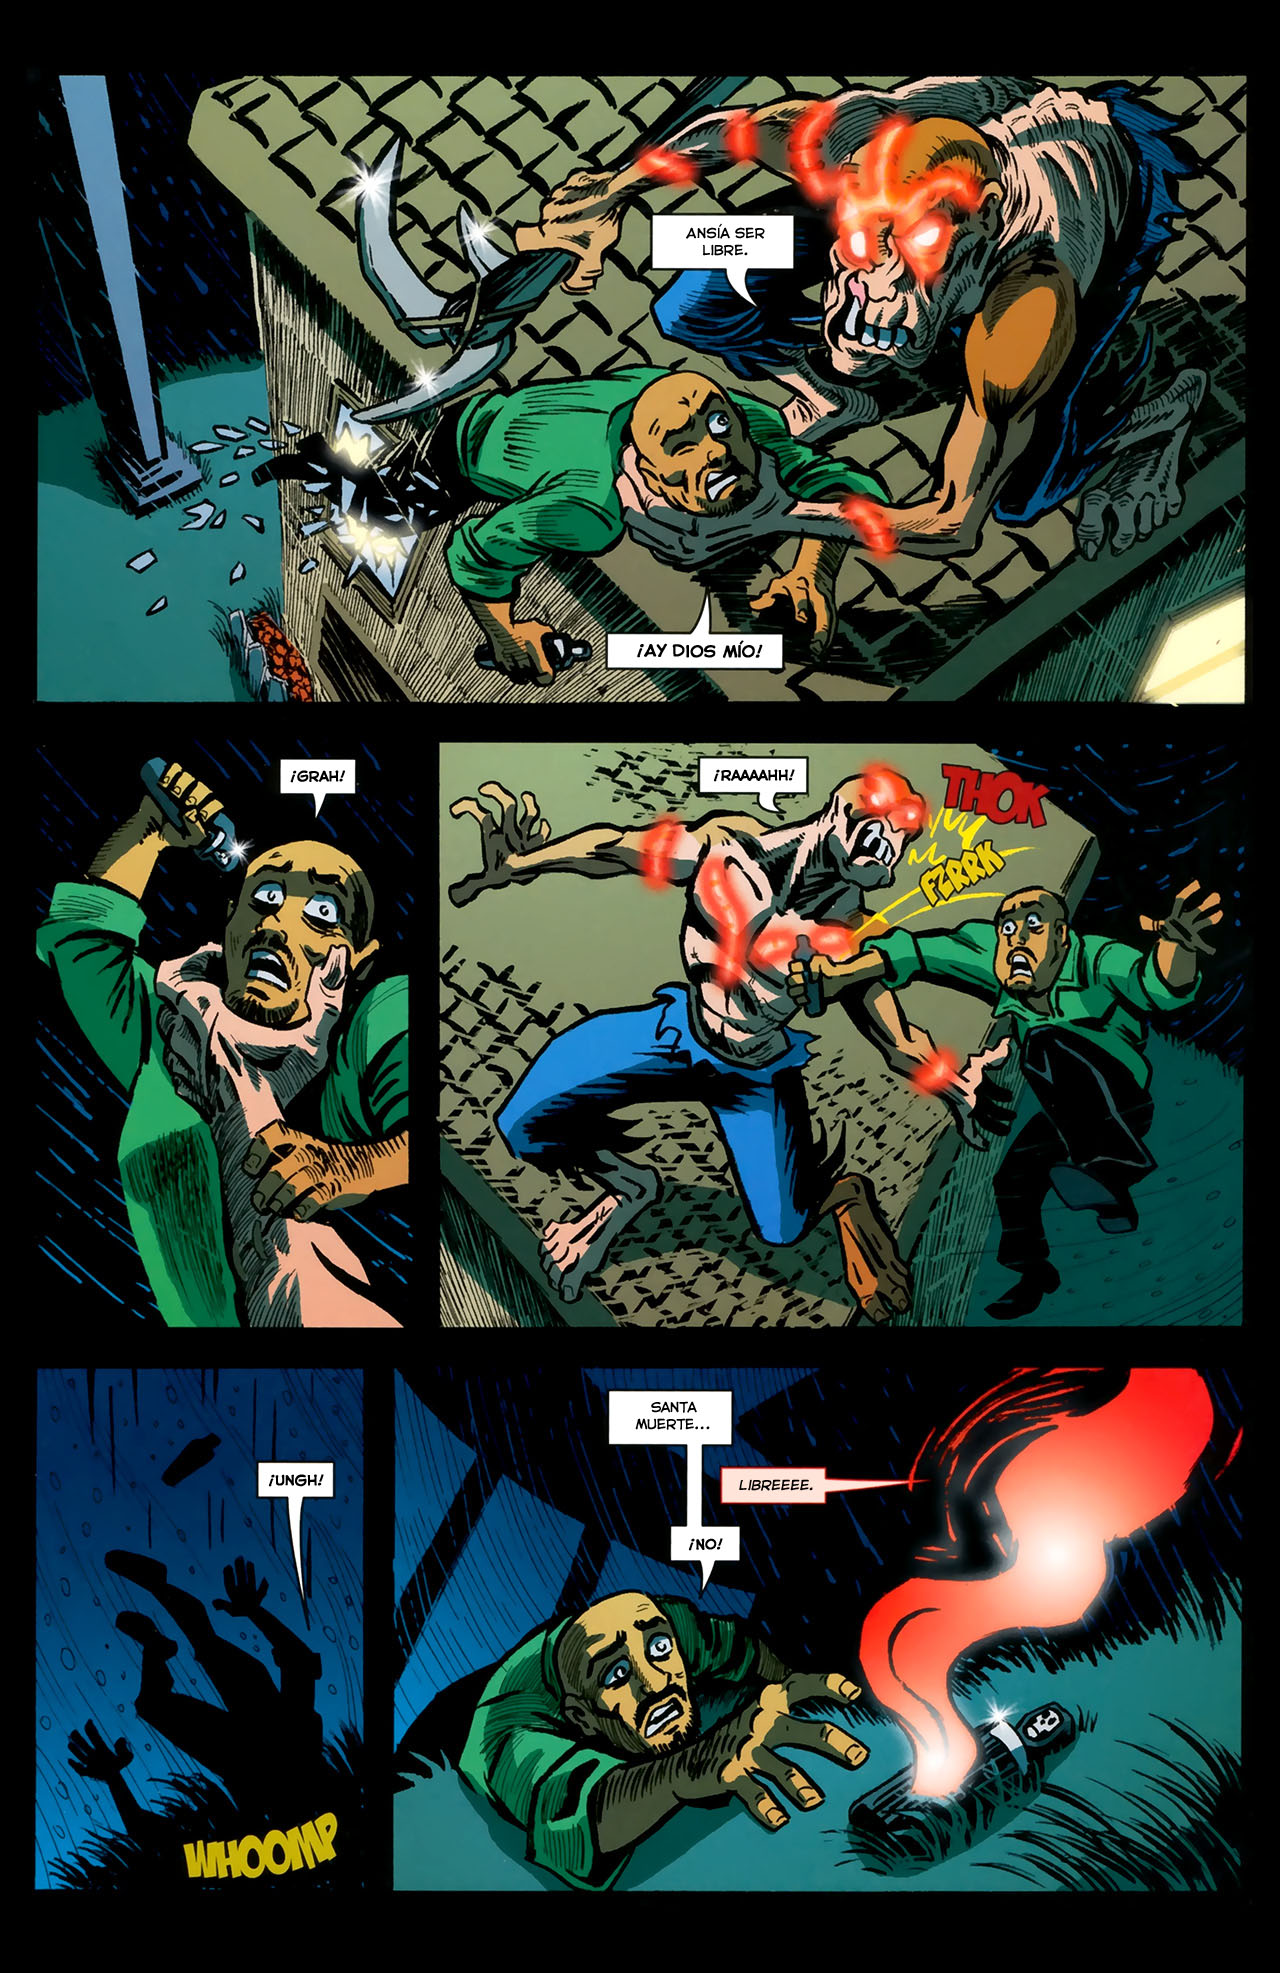 ANSÍA SER
LIBRE.
¡AY DIOS MÍO!
¡GRAH!
¡RAAAAHH!
THOK
FZRRK
¡UNGH!
WHOOMP
SANTA
MUERTE...
LIBREEEE.
¡NO!